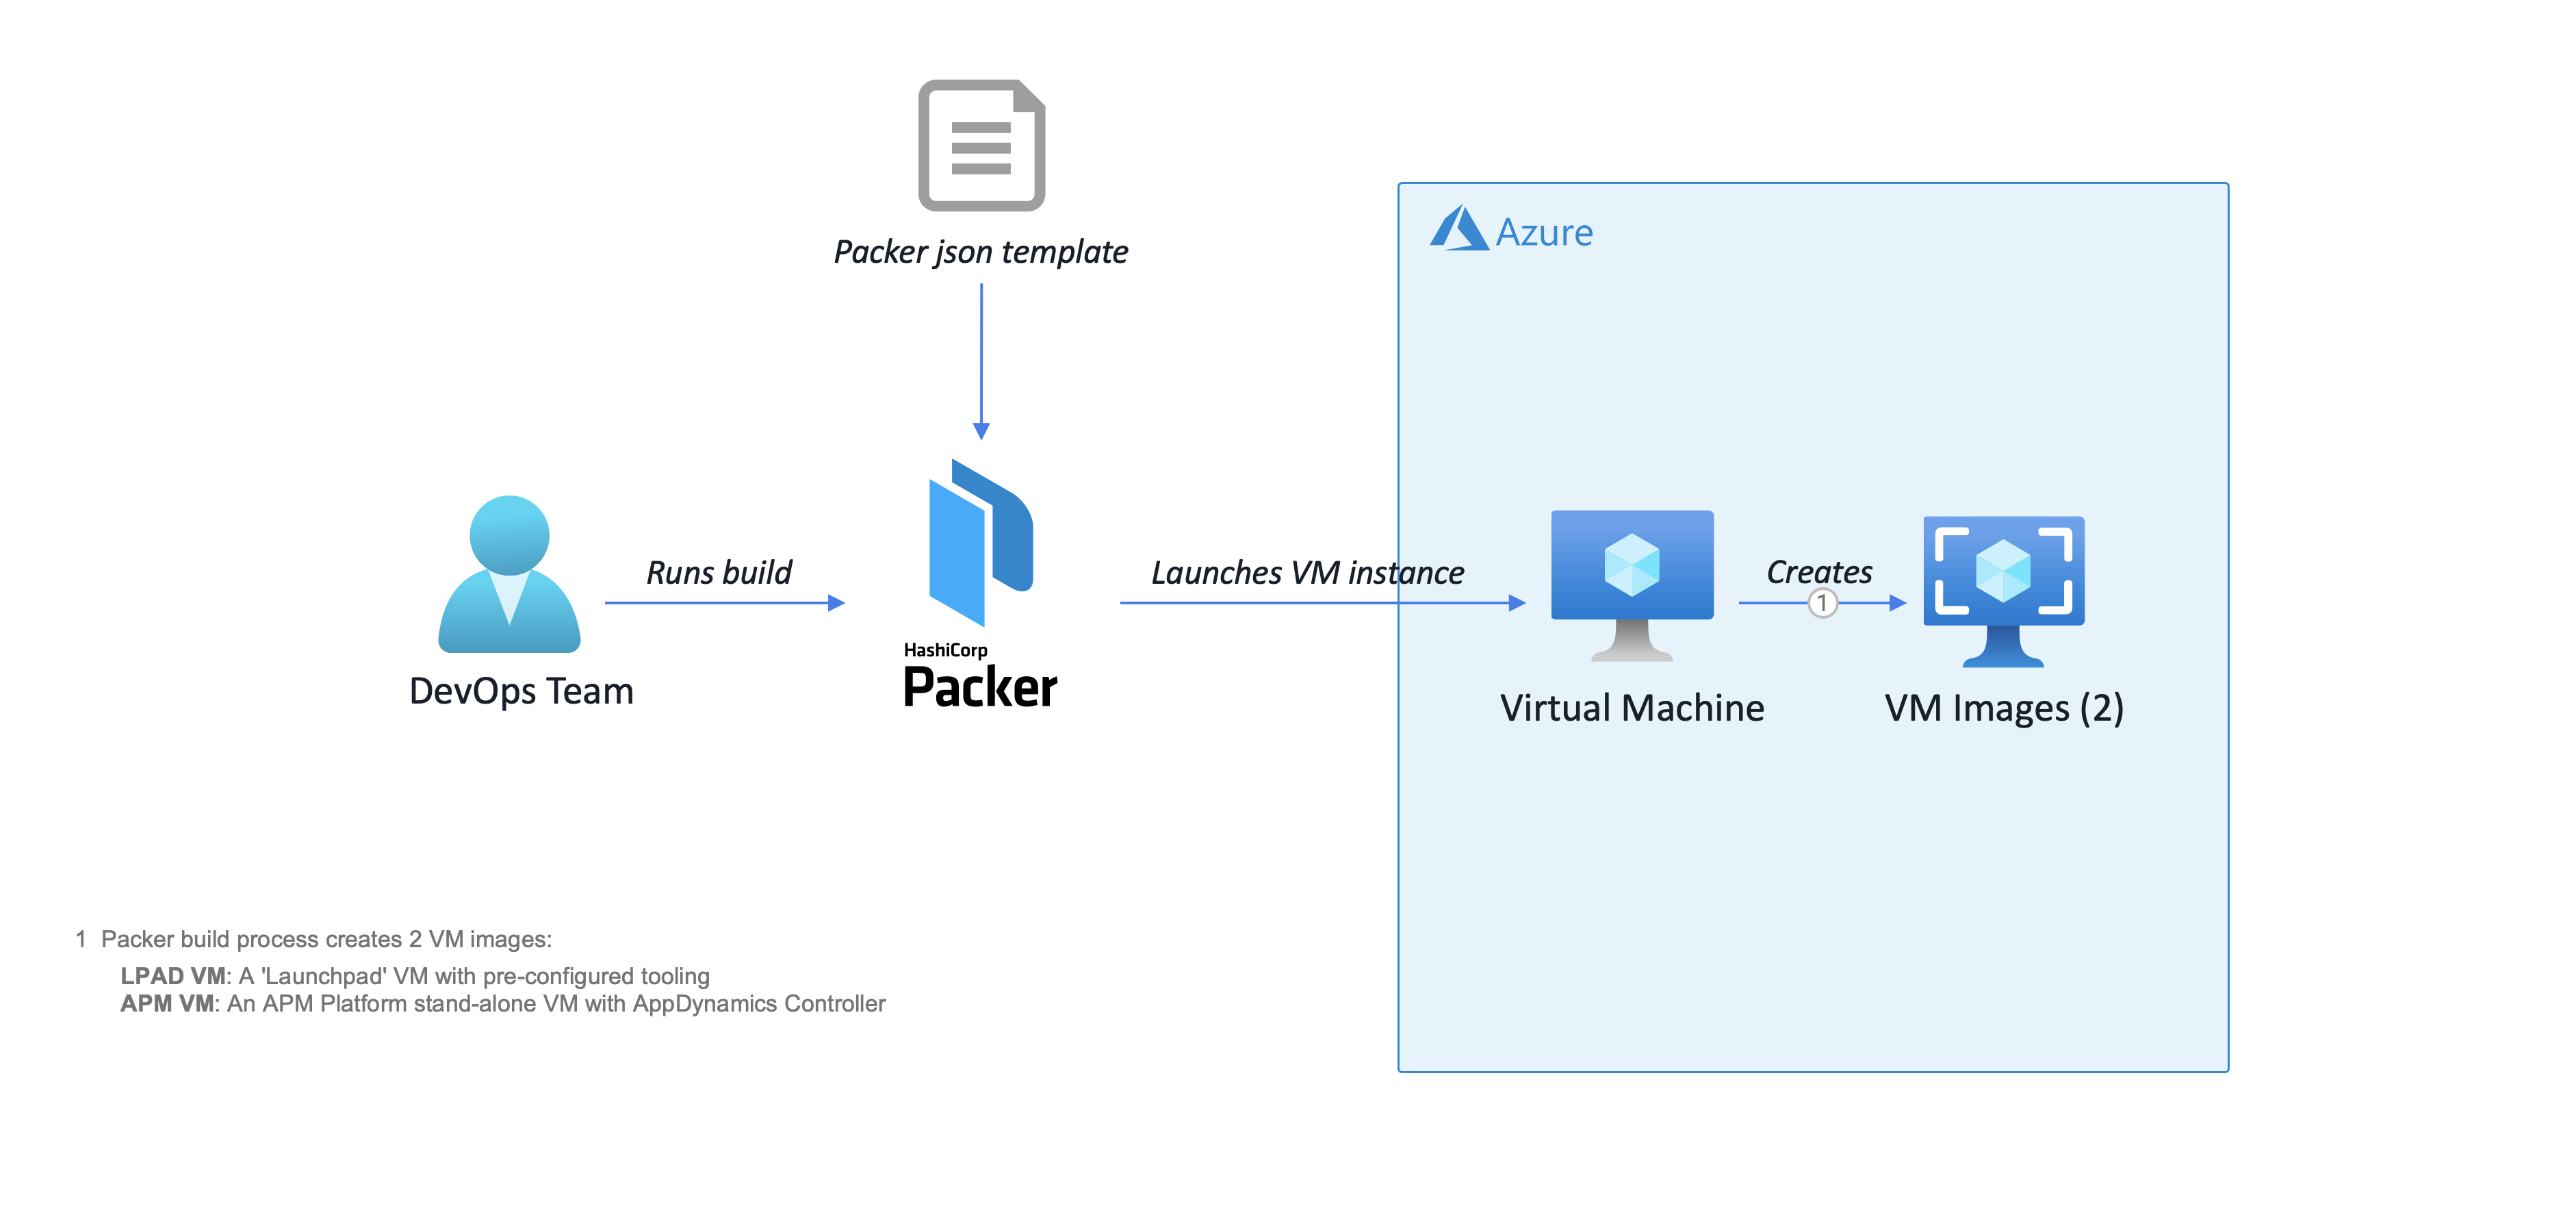 Packer json template
Azure
Runs build
Launches VM instance
Creates
1
HashiCorp
Packer
DevOps Team
Virtual Machine
VM Images (2)
1 Packer build process creates 2 VM images:
LPAD VM: A 'Launchpad' VM with pre-configured tooling
APM VM: An APM Platform stand-alone VM with AppDynamics Controller